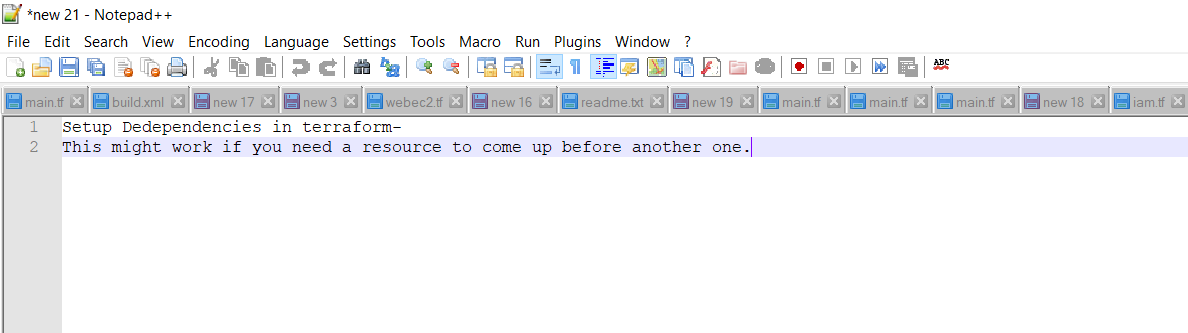 *new 21 - Notepad++
File Edit Search View Encoding Language Settings Tools Macro Run Plugins Window ?
ABC
main.tf build.xml new 17 new 3 webec2.tf new 16 readme.txt new 19 main.tf main.tf main.tf new 18 iam.tf
1 Setup Dedependencies in terraform-
2 This might work if you need a resource to come up before another one.